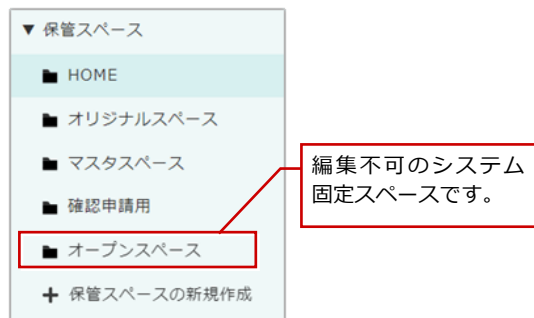 ▼ 保管スペース
HOME
オリジナルスペース
マスタスペース
確認申請用
オープンスペース
+ 保管スペースの新規作成
編集不可のシステム
固定スペースです。